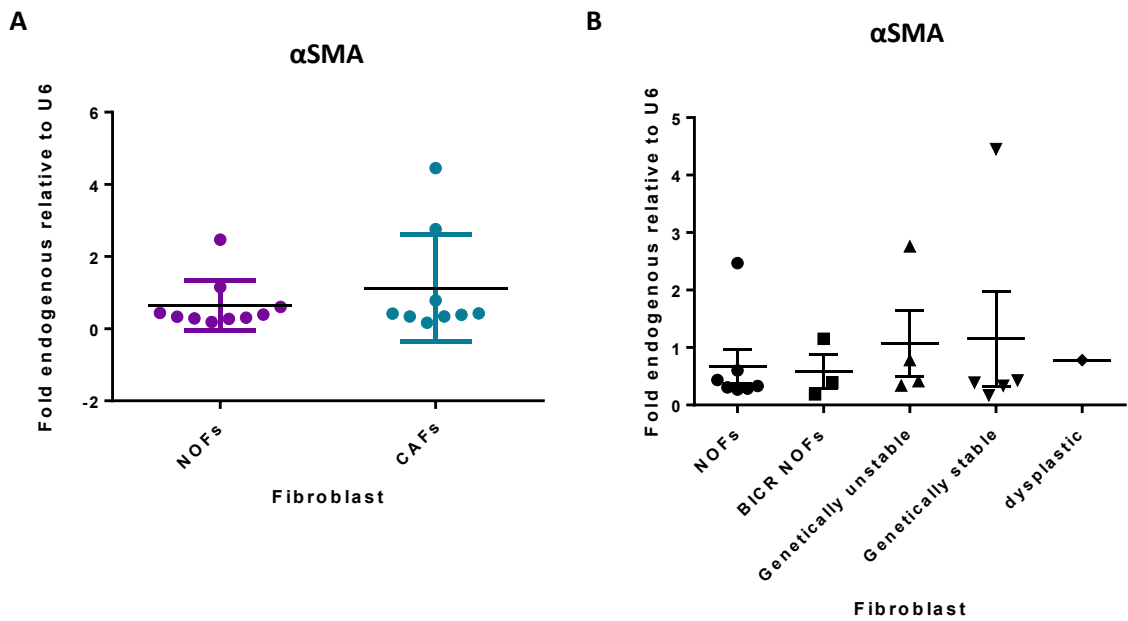 A
αSMA
Fold endogenous relative to U6
6
4
2
0
-2
NOFs
CAFs
Fibroblast
B
αSMA
Fold endogenous relative to U6
5
4
3
2
1
0
NOFs
BICR NOFs
Genetically unstable
Genetically stable
dysplastic
Fibroblast